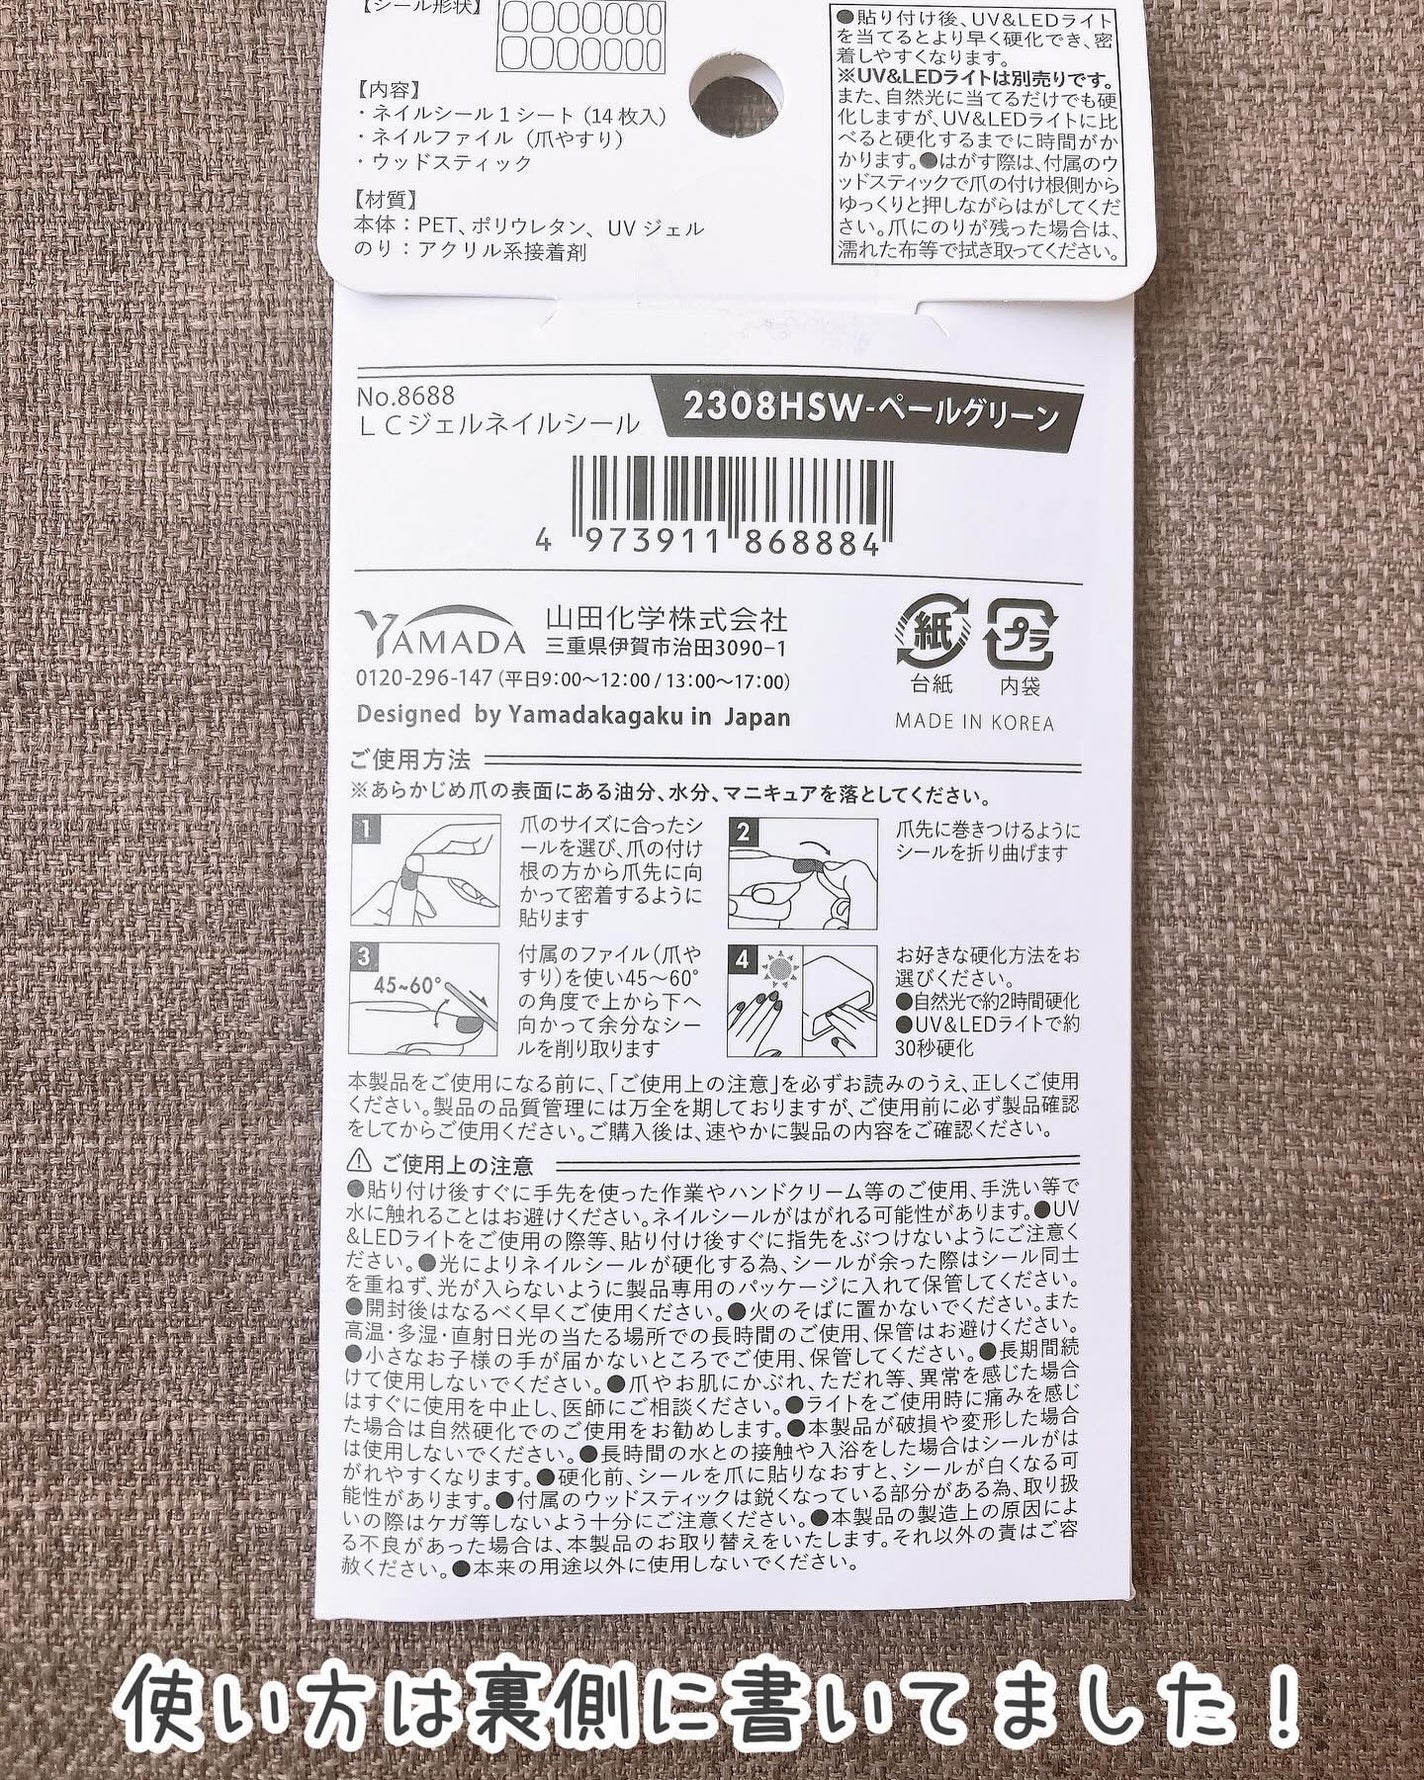 【シール形状】
【内容】
・ネイルシール1シート（14枚入）
・ネイルファイル（爪やすり）
・ウッドスティック
【材質】
本体：PET、ポリウレタン、UVジェル
のり：アクリル系接着剤
●貼り付け後、UV&LEDライト
を当てるとより早く硬化でき、密
着しやすくなります。
※UV&LEDライトは別売りです。
また、自然光に当てるだけでも硬
化しますが、UV&LEDライトに比
べると硬化するまでに時間がか
かります。●はがす際は、付属のウ
ッドスティックで爪の付け根側から
ゆっくりと押しながらはがしてくだ
さい。爪にのりが残った場合は、
濡れた布等で拭き取ってください。
No.8688
LCジェルネイルシール
2308HSW-ペールグリーン
4 973911 868884
YAMADA
山田化学株式会社
三重県伊賀市治田3090-1
0120-296-147（平日9:00～12:00 / 13:00～17:00）
Designed by Yamadakagaku in Japan
紙
台紙
プラ
内袋
MADE IN KOREA
ご使用方法
※あらかじめ爪の表面にある油分、水分、マニキュアを落としてください。
1
爪のサイズに合ったシ
ールを選び、爪の付け
根の方から爪先に向
かって密着するように
貼ります
2
爪先に巻きつけるように
シールを折り曲げます
3
45~60°
付属のファイル（爪や
すり）を使い45～60°
の角度で上から下へ
向かって余分なシー
ルを削り取ります
4
お好きな硬化方法をお
選びください。
●自然光で約2時間硬化
●UV&LEDライトで約
30秒硬化
本製品をご使用になる前に、「ご使用上の注意」を必ずお読みのうえ、正しくご使用
ください。製品の品質管理には万全を期しておりますが、ご使用前に必ず製品確認
をしてからご使用ください。ご購入後は、速やかに製品の内容をご確認ください。
⚠ ご使用上の注意
●貼り付け後すぐに手先を使った作業やハンドクリーム等のご使用、手洗い等で
水に触れることはお避けください。ネイルシールがはがれる可能性があります。●UV
&LEDライトをご使用の際等、貼り付け後すぐに指先をぶつけないようにご注意く
ださい。●光によりネイルシールが硬化する為、シールが余った際はシール同士
を重ねず、光が入らないように製品専用のパッケージに入れて保管してください。
●開封後はなるべく早くご使用ください。●火のそばに置かないでください。また
高温・多湿・直射日光の当たる場所での長時間のご使用、保管はお避けください。
●小さなお子様の手が届かないところでご使用、保管してください。●長期間続
けて使用しないでください。●爪やお肌にかぶれ、ただれ等、異常を感じた場合
はすぐに使用を中止し、医師にご相談ください。●ライトをご使用時に痛みを感じ
た場合は自然硬化でのご使用をお勧めします。●本製品が破損や変形した場合
は使用しないでください。●長時間の水との接触や入浴をした場合はシールがは
がれやすくなります。●硬化前、シールを爪に貼りなおすと、シールが白くなる可
能性があります。●付属のウッドスティックは鋭くなっている部分がある為、取り扱
いの際はケガ等しないよう十分にご注意ください。●本製品の製造上の原因によ
る不良があった場合は、本製品のお取り替えをいたします。それ以外の責はご容
赦ください。●本来の用途以外に使用しないでください。
使い方は裏側に書いてました！